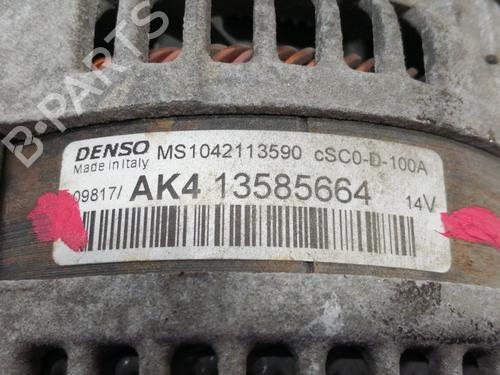 DENSO MS1042113590 cSC0-D-100A
Made in Italy
09817/ AK4 13585664 14V
B-PARTS